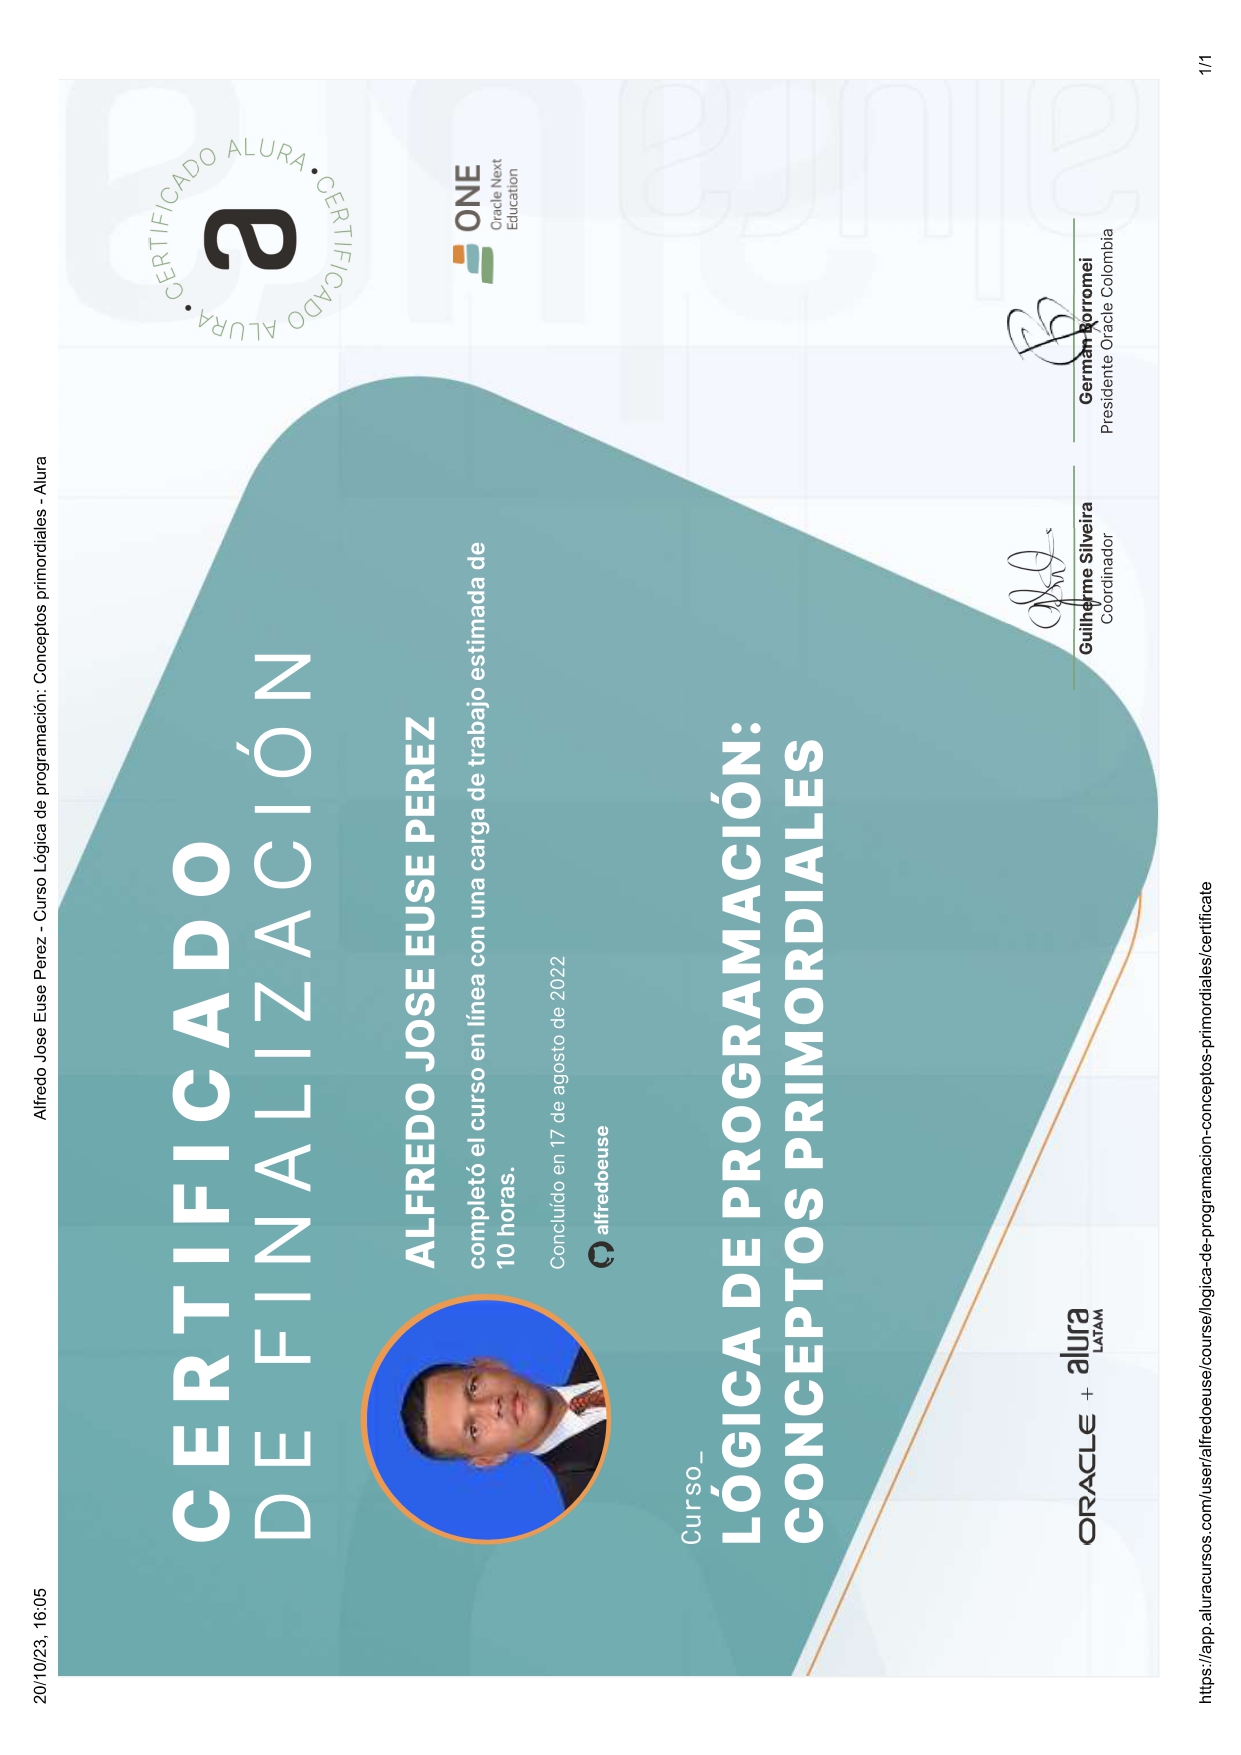 20/10/23, 16:05
Alfredo Jose Euse Perez - Curso Lógica de programación: Conceptos primordiales - Alura
CERTIFICADO
DE FINALIZACIÓN
CERTIFICADO ALURA • CERTIFICADO ALURA •
a
ALFREDO JOSE EUSE PEREZ
completó el curso en línea con una carga de trabajo estimada de
10 horas.
Concluído en 17 de agosto de 2022
alfredoeuse
ONE
Oracle Next
Education
Curso_
LÓGICA DE PROGRAMACIÓN:
CONCEPTOS PRIMORDIALES
ORACLE + alura
LATAM
Guilherme Silveira
Coordinador
German Borromei
Presidente Oracle Colombia
https://app.aluracursos.com/user/alfredoeuse/course/logica-de-programacion-conceptos-primordiales/certificate
1/1